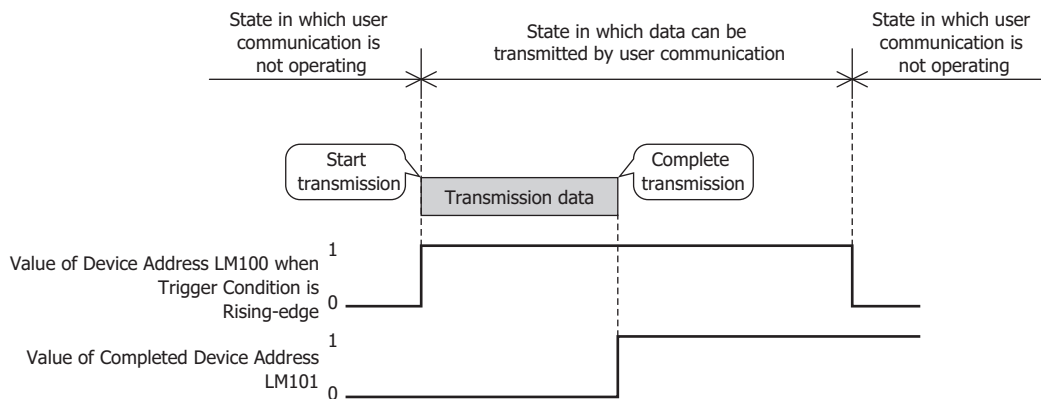 State in which user
communication is
not operating
State in which data can be
transmitted by user communication
State in which user
communication is
not operating
Start
transmission
Complete
transmission
Transmission data
Value of Device Address LM100 when
Trigger Condition is
Rising-edge
1
0
Value of Completed Device Address
LM101
1
0